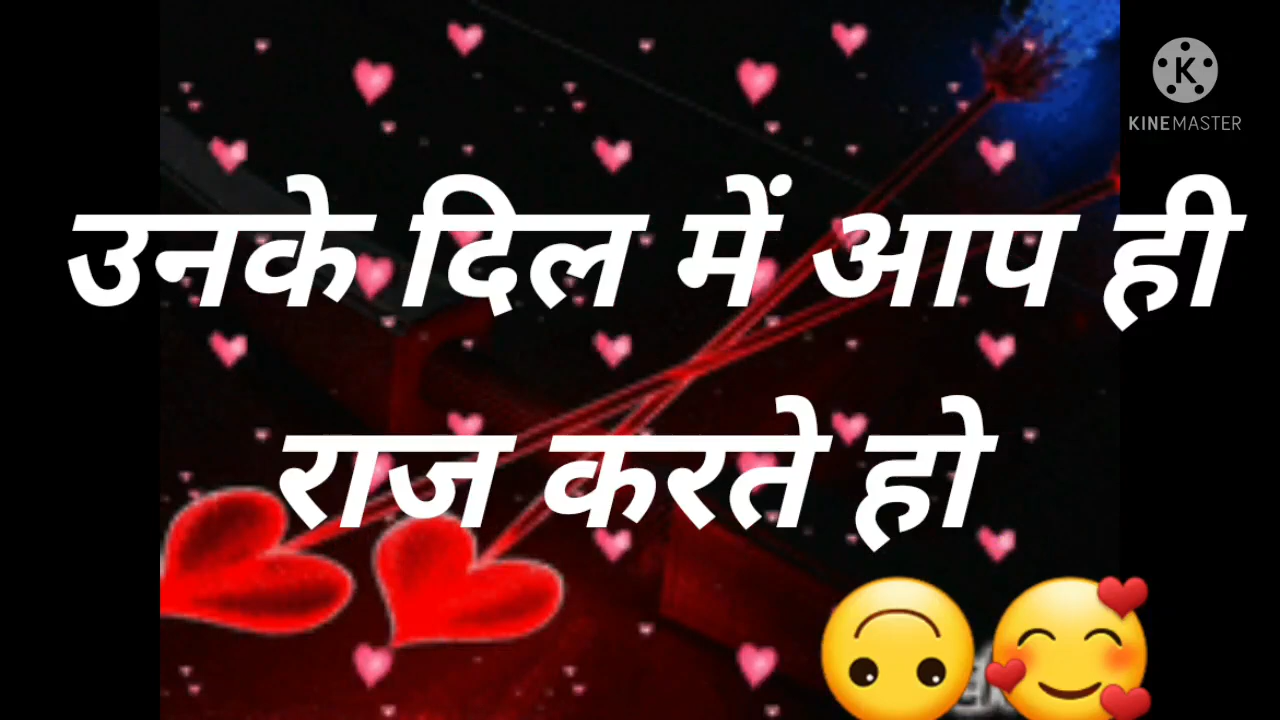 KINEMASTER
उनके दिल में आप ही
राज करते हो